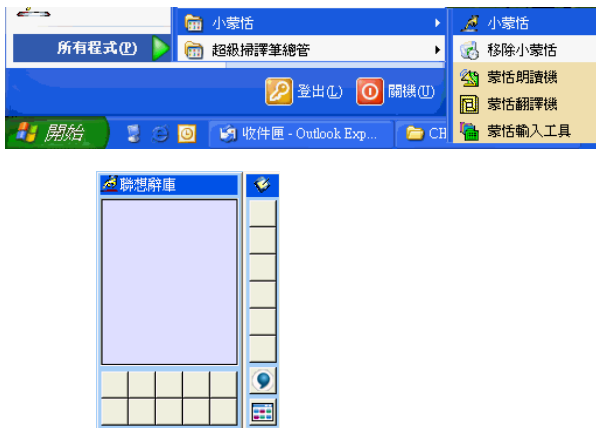 小蒙恬
小蒙恬
所有程式(P)
超級掃譯筆總管
移除小蒙恬
蒙恬朗讀機
登出(L)
關機(U)
蒙恬翻譯機
開始
收件匣 - Outlook Exp...
CH
蒙恬輸入工具
聯想辭庫